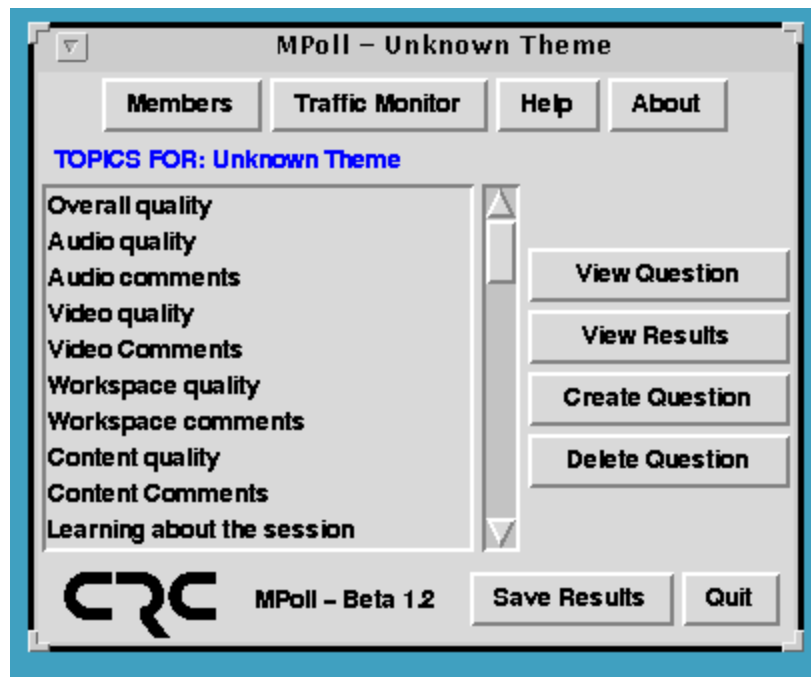 MPoll – Unknown Theme
Members Traffic Monitor Help About
TOPICS FOR: Unknown Theme
Overall quality
Audio quality
Audio comments
Video quality
Video Comments
Workspace quality
Workspace comments
Content quality
Content Comments
Learning about the session
View Question
View Results
Create Question
Delete Question
CRC MPoll – Beta 1.2 Save Results Quit